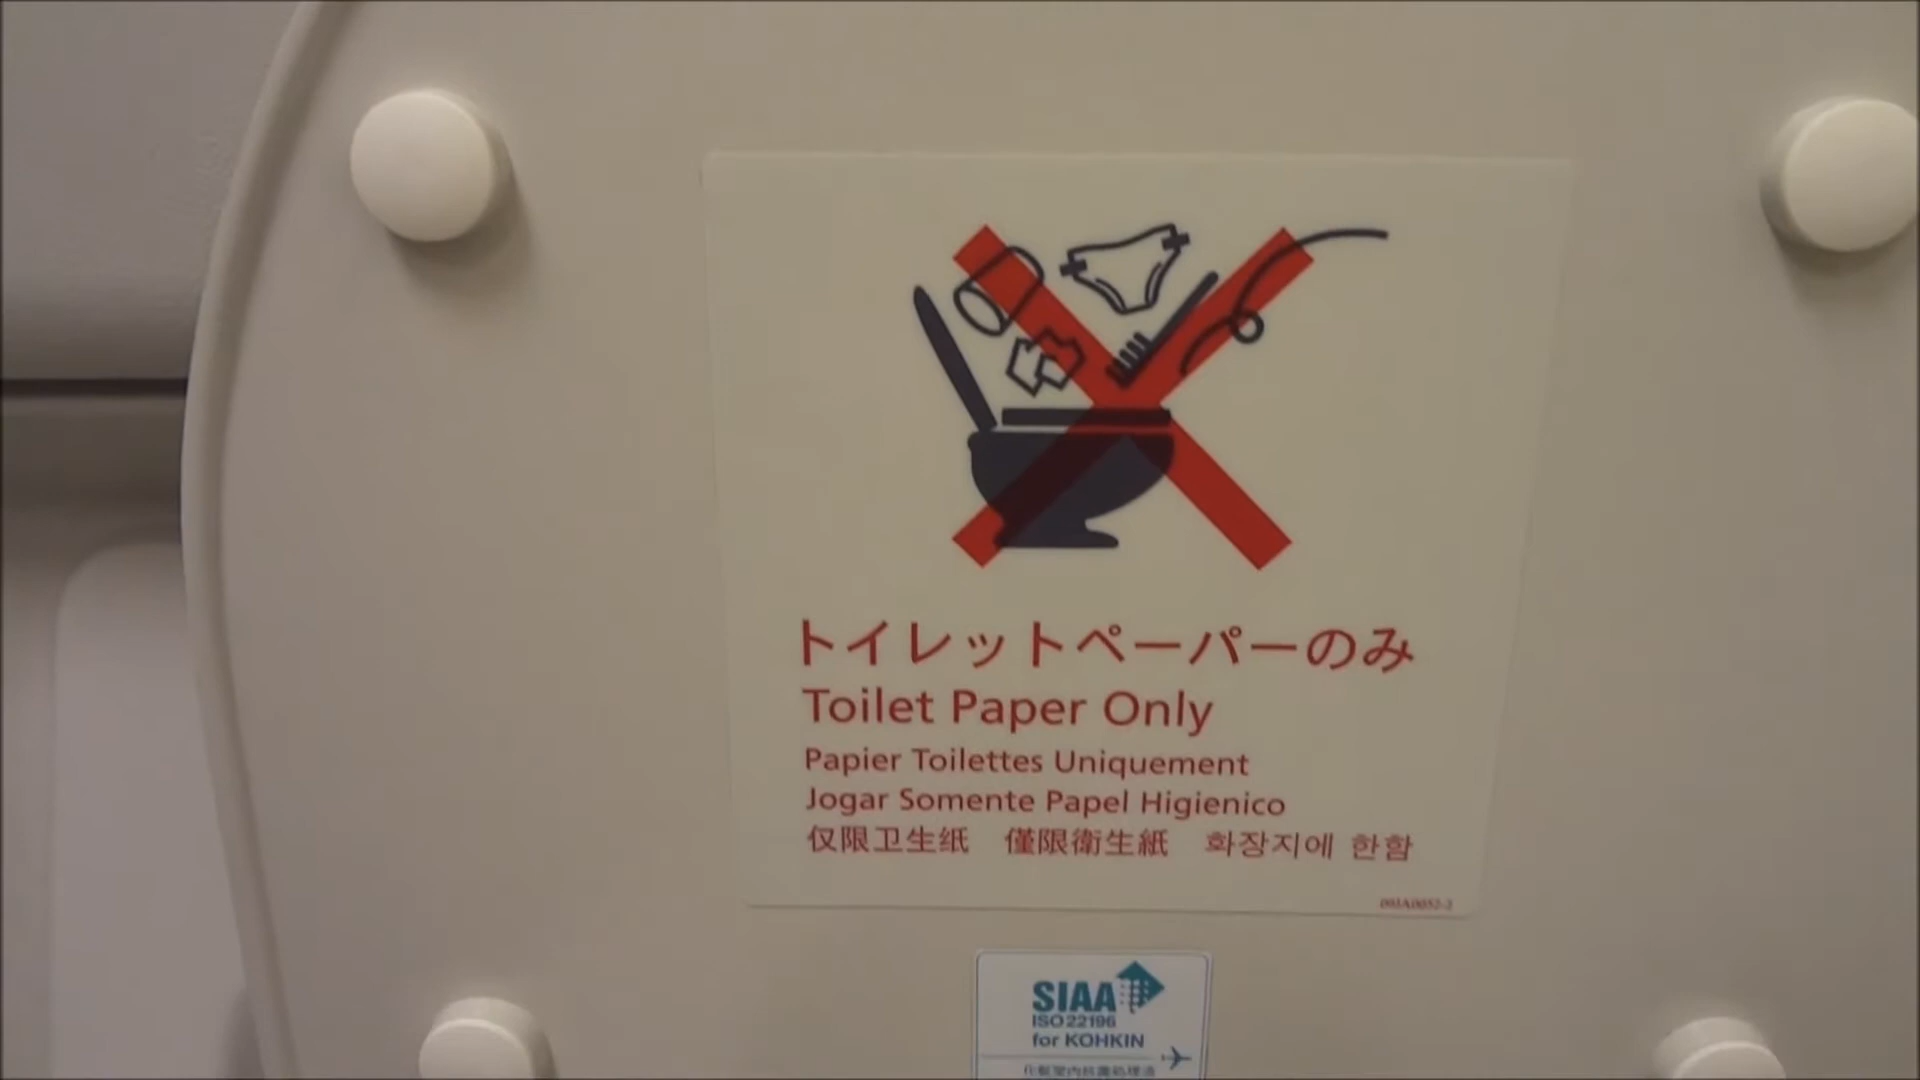 トイレットペーパーのみ
Toilet Paper Only
Papier Toilettes Uniquement
Jogar Somente Papel Higienico
仅限卫生纸 僅限衛生紙 화장지에 한함
SIAA
ISO 22196
for KOHKIN